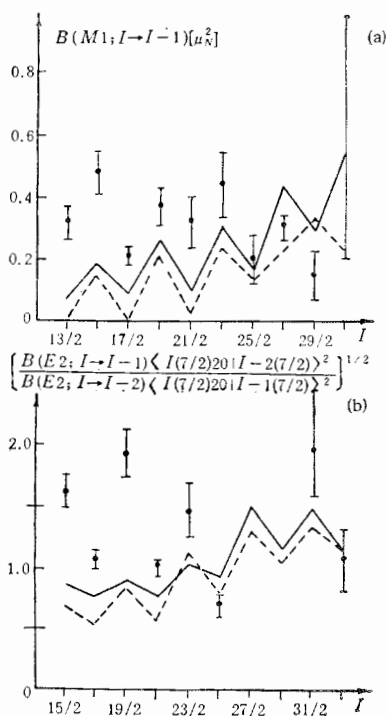 B(M1; I→I−1)[μ²_N]
(a)
0.8
0.6
0.4
0.2
0
13/2 17/2 21/2 25/2 29/2 I
[B(E2; I→I−1)⟨I(7/2)20|I−2(7/2)⟩² / B(E2; I→I−2)⟨I(7/2)20|I−1(7/2)⟩²]^1/2
(b)
2.0
1.0
0
15/2 19/2 23/2 27/2 31/2 I